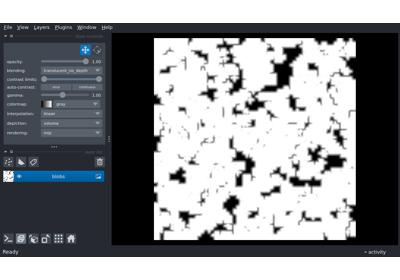 File View Layers Plugins Window Help
opacity: 1.00
blending: translucent_no_depth
contrast limits:
auto-contrast: once continuous
gamma: 1.00
colormap: gray
interpolation: linear
depiction: volume
rendering: mip
blobs
Ready
activity